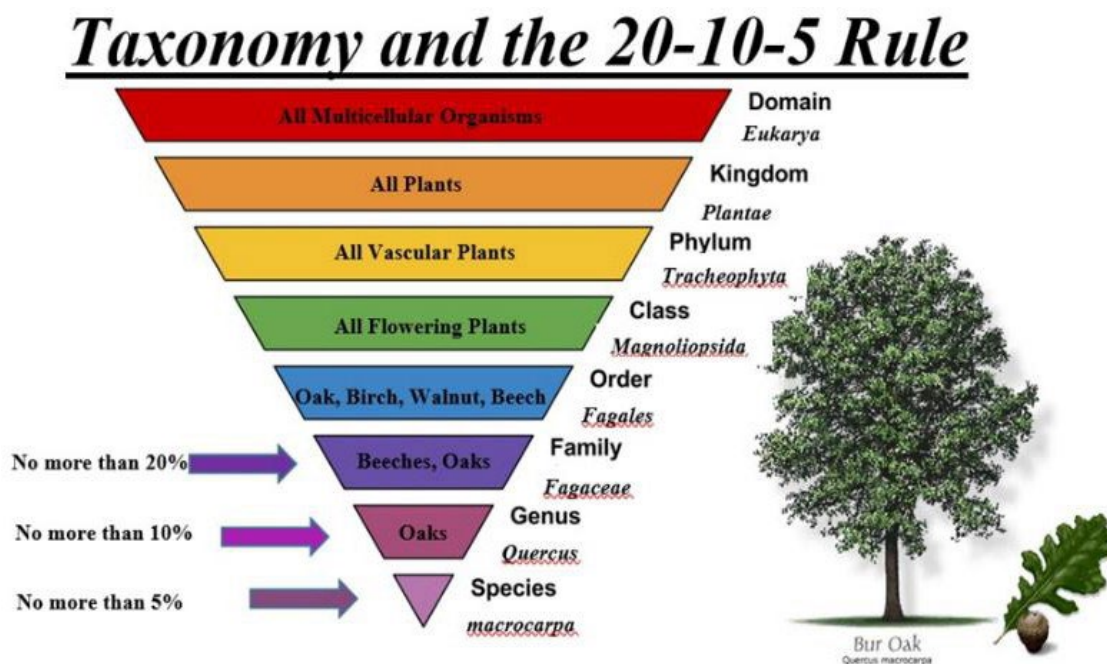 Taxonomy and the 20-10-5 Rule
All Multicellular Organisms
Domain
Eukarya
All Plants
Kingdom
Plantae
All Vascular Plants
Phylum
Tracheophyta
All Flowering Plants
Class
Magnoliopsida
Oak, Birch, Walnut, Beech
Order
Fagales
No more than 20%
Beeches, Oaks
Family
Fagaceae
No more than 10%
Oaks
Genus
Quercus
No more than 5%
Species
macrocarpa
Bur Oak
Quercus macrocarpa